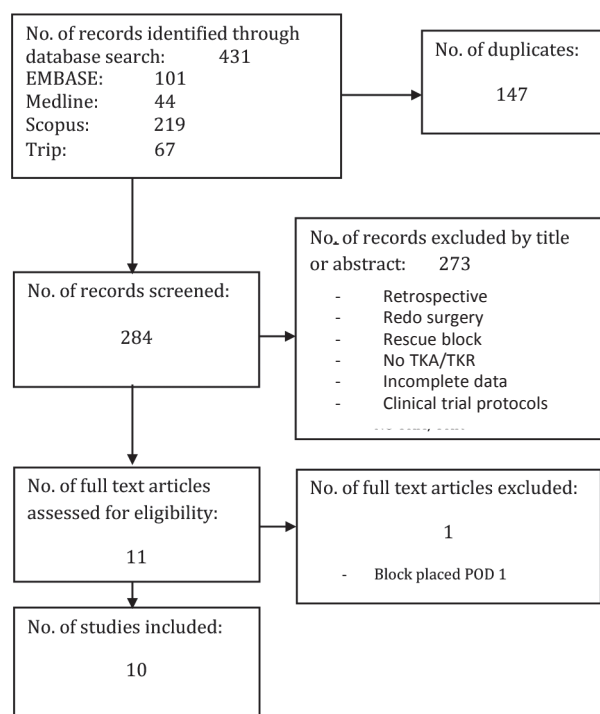 No. of records identified through
database search: 431
EMBASE: 101
Medline: 44
Scopus: 219
Trip: 67
No. of duplicates:
147
No. of records screened:
284
No. of records excluded by title
or abstract: 273
- Retrospective
- Redo surgery
- Rescue block
- No TKA/TKR
- Incomplete data
- Clinical trial protocols
No. of full text articles
assessed for eligibility:
11
No. of full text articles excluded:
1
- Block placed POD 1
No. of studies included:
10